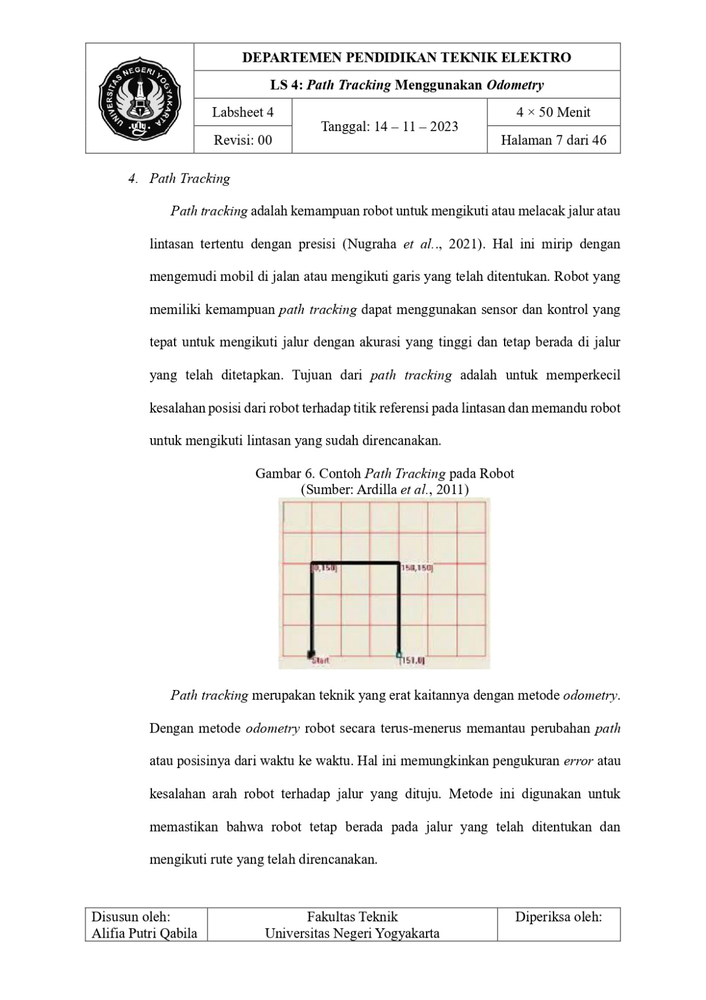 UNIVERSITAS NEGERI YOGYAKARTA
uny
DEPARTEMEN PENDIDIKAN TEKNIK ELEKTRO
LS 4: Path Tracking Menggunakan Odometry
Labsheet 4
Tanggal: 14 – 11 – 2023
4 × 50 Menit
Revisi: 00
Halaman 7 dari 46
4. Path Tracking
Path tracking adalah kemampuan robot untuk mengikuti atau melacak jalur atau
lintasan tertentu dengan presisi (Nugraha et al.., 2021). Hal ini mirip dengan
mengemudi mobil di jalan atau mengikuti garis yang telah ditentukan. Robot yang
memiliki kemampuan path tracking dapat menggunakan sensor dan kontrol yang
tepat untuk mengikuti jalur dengan akurasi yang tinggi dan tetap berada di jalur
yang telah ditetapkan. Tujuan dari path tracking adalah untuk memperkecil
kesalahan posisi dari robot terhadap titik referensi pada lintasan dan memandu robot
untuk mengikuti lintasan yang sudah direncanakan.
Gambar 6. Contoh Path Tracking pada Robot
(Sumber: Ardilla et al., 2011)
[0,150]
150,150]
Start
[151,0]
Path tracking merupakan teknik yang erat kaitannya dengan metode odometry.
Dengan metode odometry robot secara terus-menerus memantau perubahan path
atau posisinya dari waktu ke waktu. Hal ini memungkinkan pengukuran error atau
kesalahan arah robot terhadap jalur yang dituju. Metode ini digunakan untuk
memastikan bahwa robot tetap berada pada jalur yang telah ditentukan dan
mengikuti rute yang telah direncanakan.
Disusun oleh:
Alifia Putri Qabila
Fakultas Teknik
Universitas Negeri Yogyakarta
Diperiksa oleh: